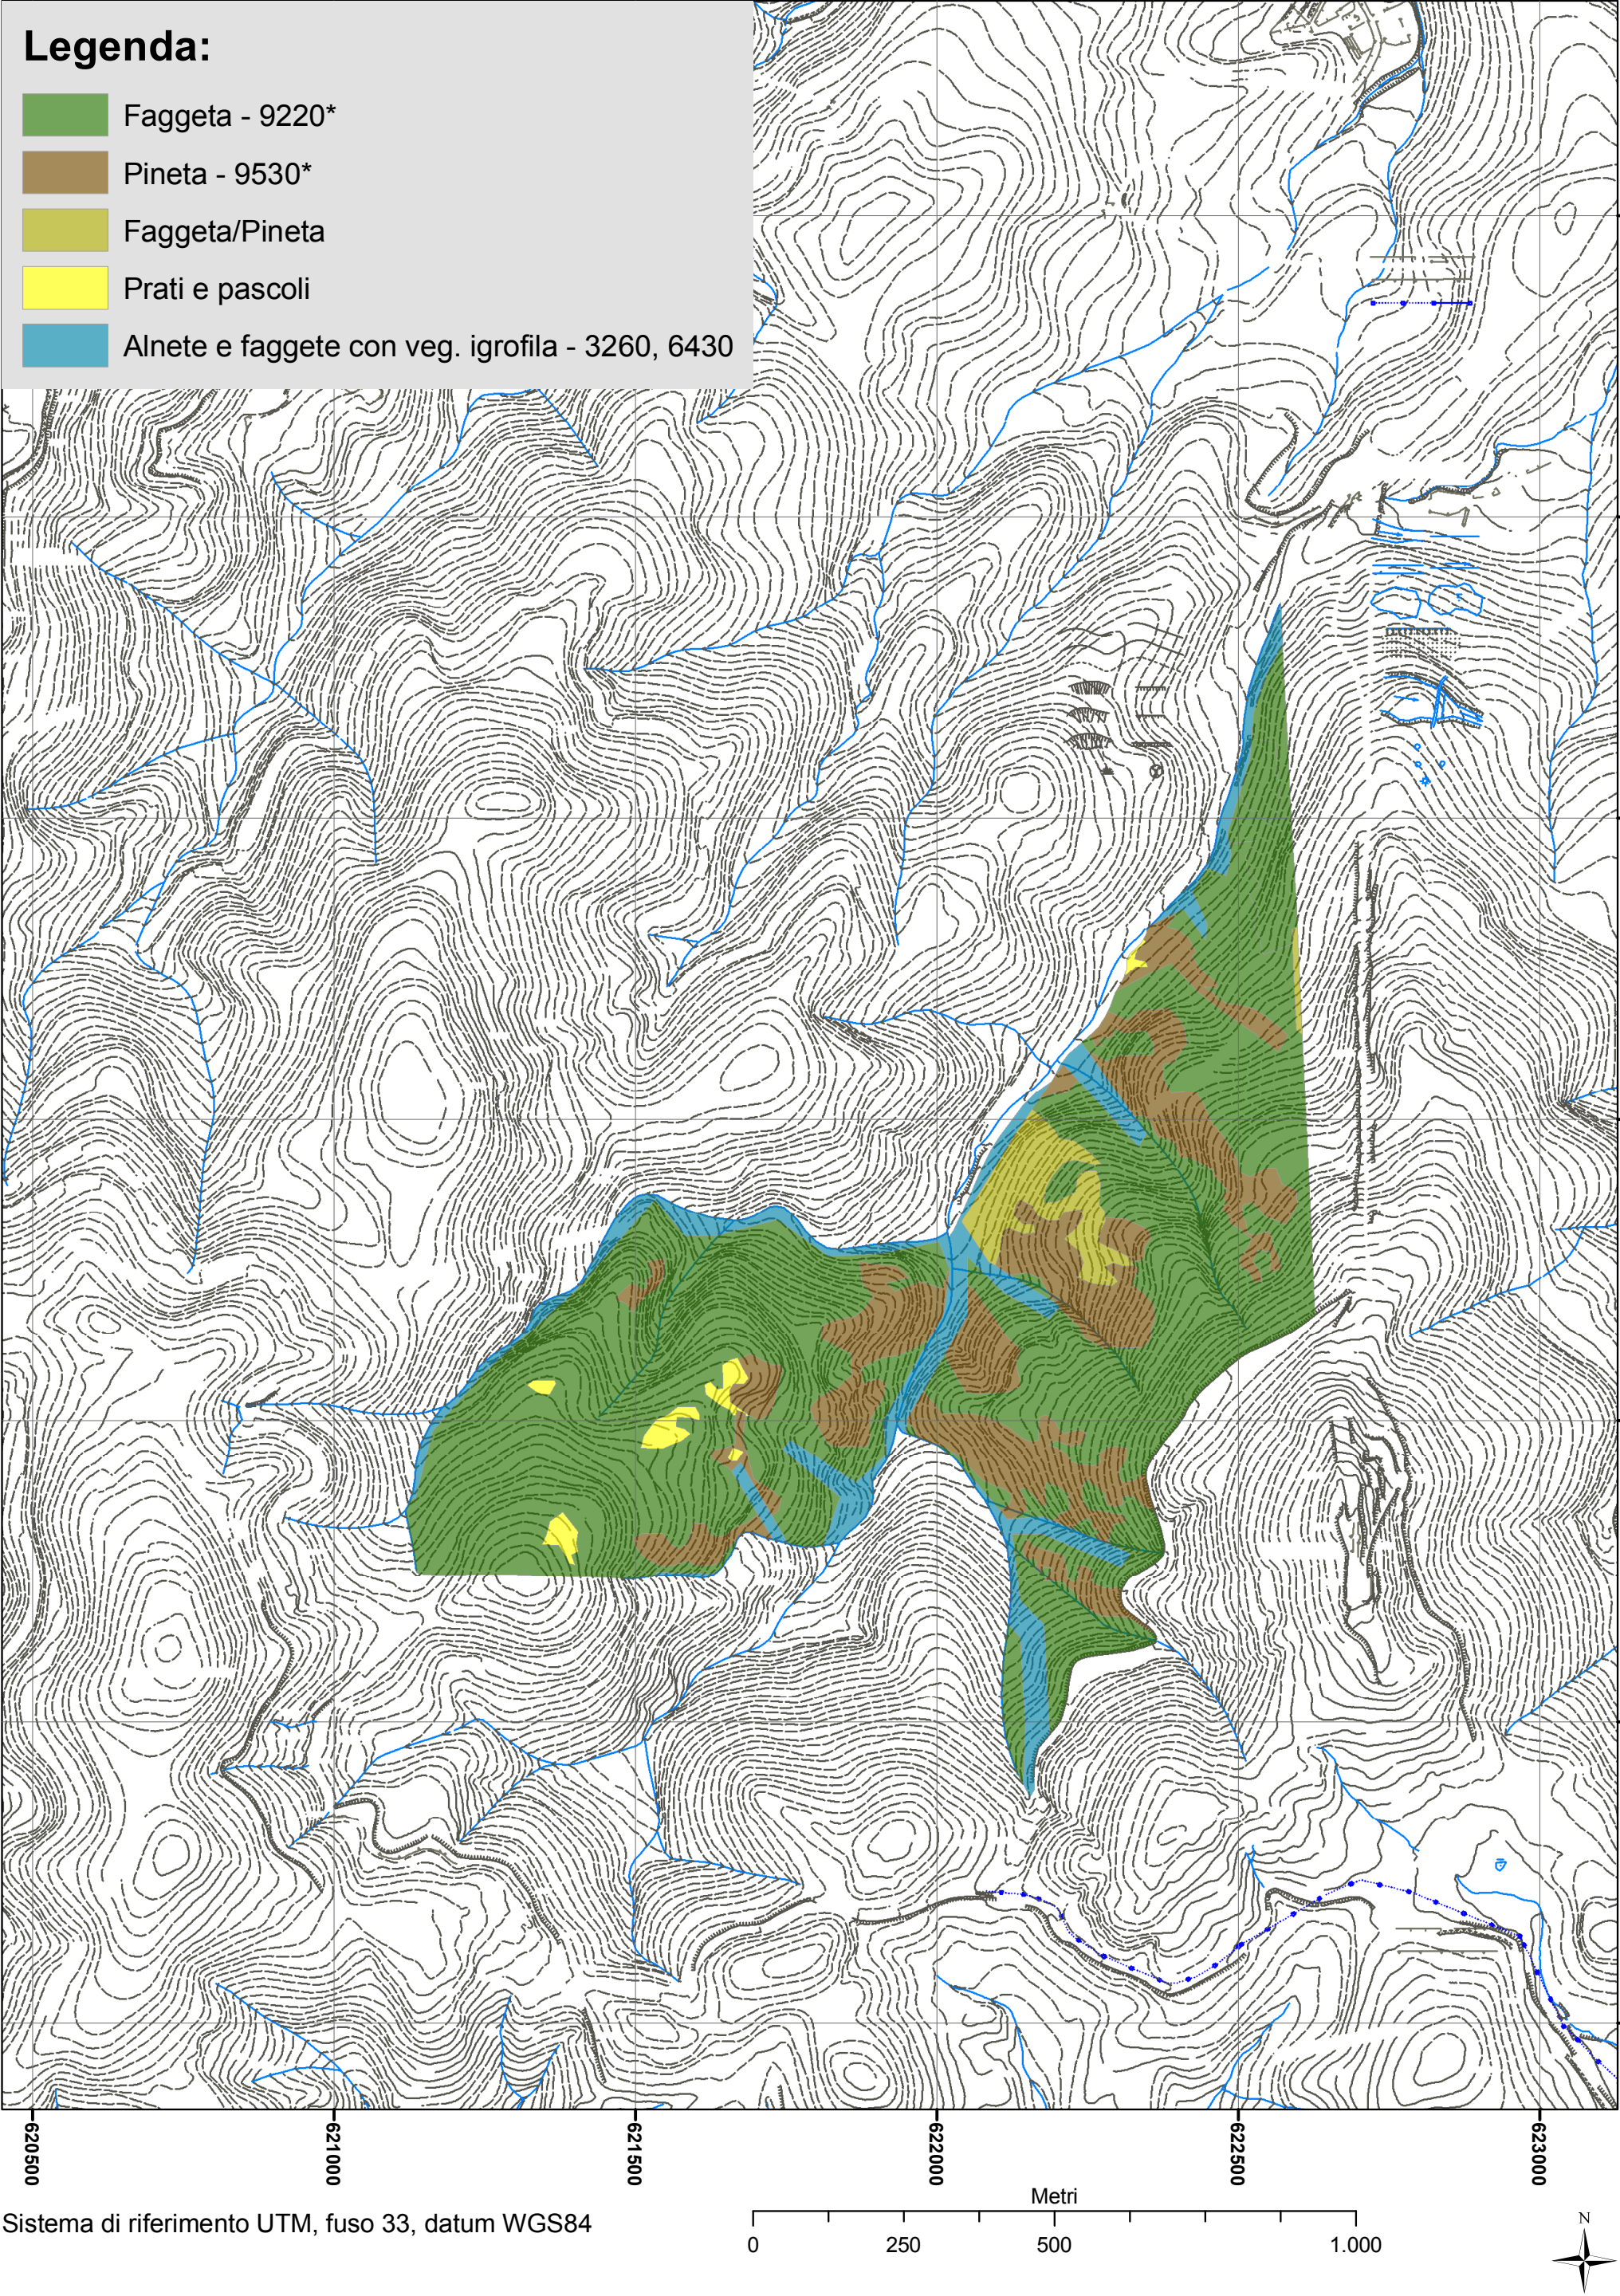 Legenda:
Faggeta - 9220*
Pineta - 9530*
Faggeta/Pineta
Prati e pascoli
Alnete e faggete con veg. igrofila - 3260, 6430
620500
621000
621500
622000
622500
623000
Sistema di riferimento UTM, fuso 33, datum WGS84
Metri
0
250
500
1.000
N